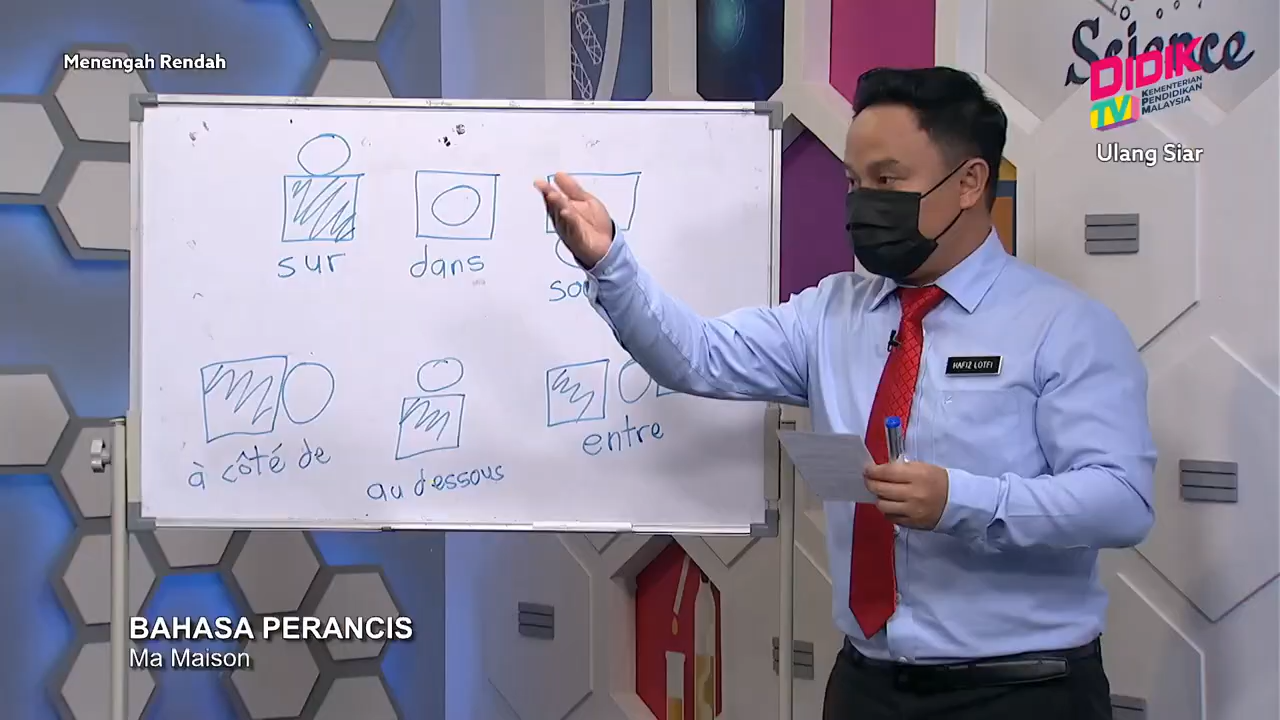 Menengah Rendah
Science
DIDIK
TV
KEMENTERIAN
PENDIDIKAN
MALAYSIA
Ulang Siar
sur
dans
à côté de
au dessous
entre
HAFIZ LOTFI
BAHASA PERANCIS
Ma Maison